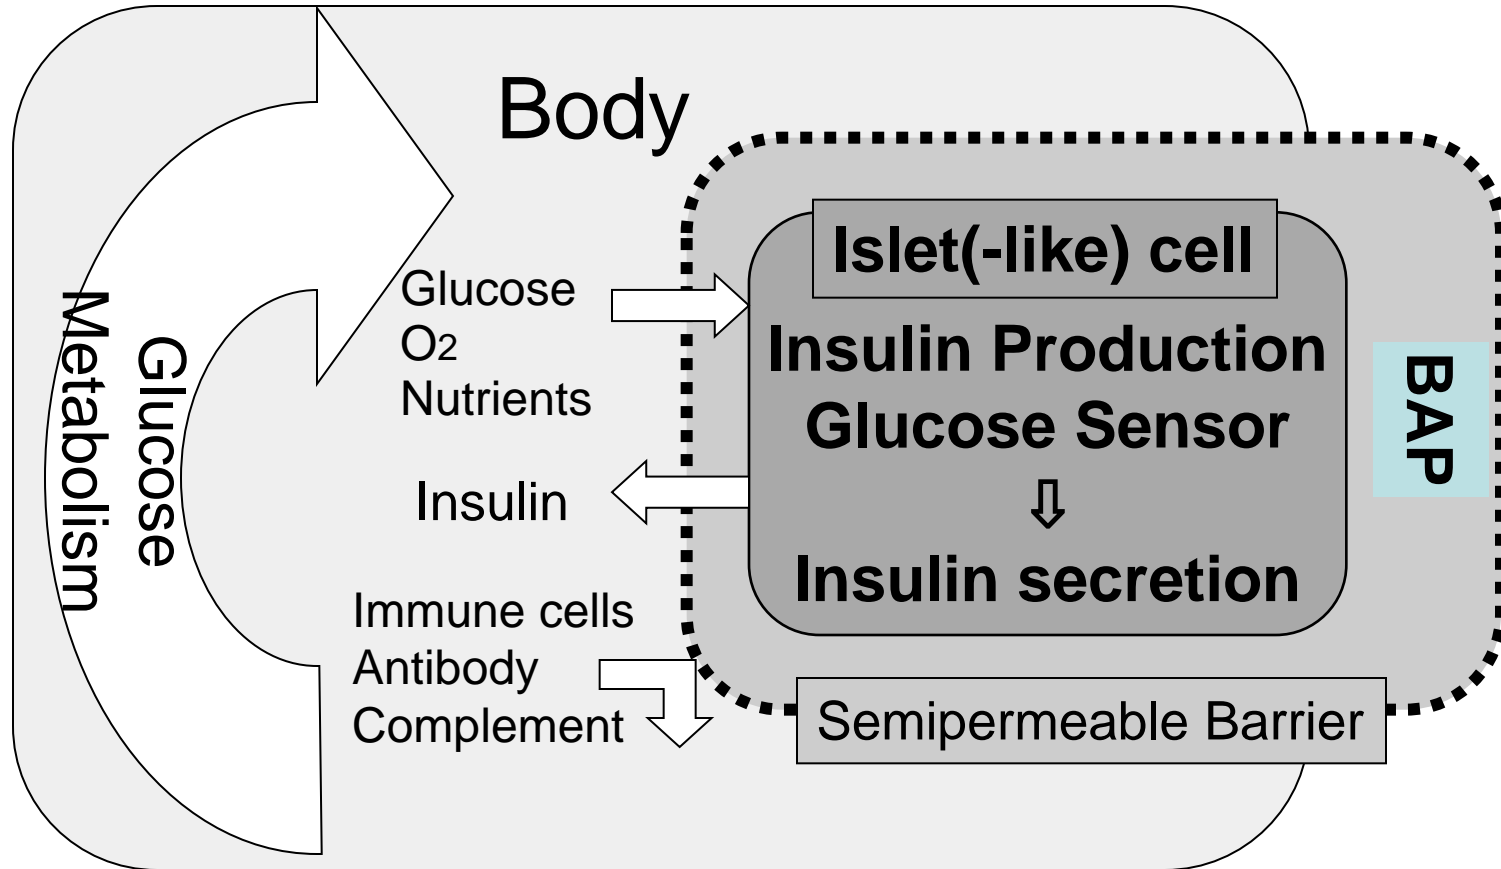 Body
Glucose
Metabolism
Glucose
O2
Nutrients
Insulin
Immune cells
Antibody
Complement
Islet(-like) cell
Insulin Production
Glucose Sensor
⇩
Insulin secretion
BAP
Semipermeable Barrier